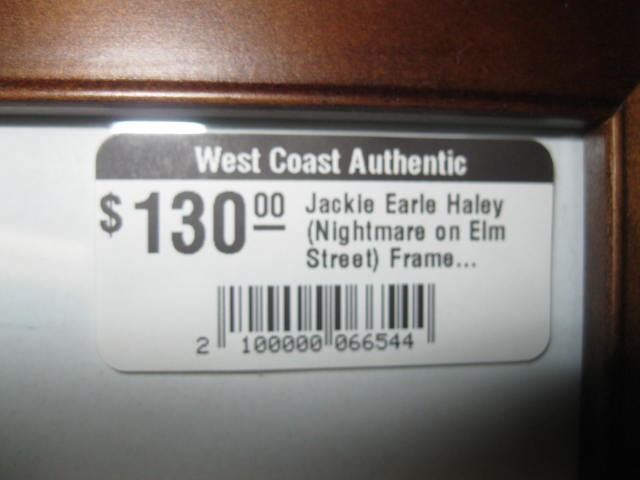 West Coast Authentic
$130.00
Jackie Earle Haley
(Nightmare on Elm
Street) Frame...
2 100000 066544